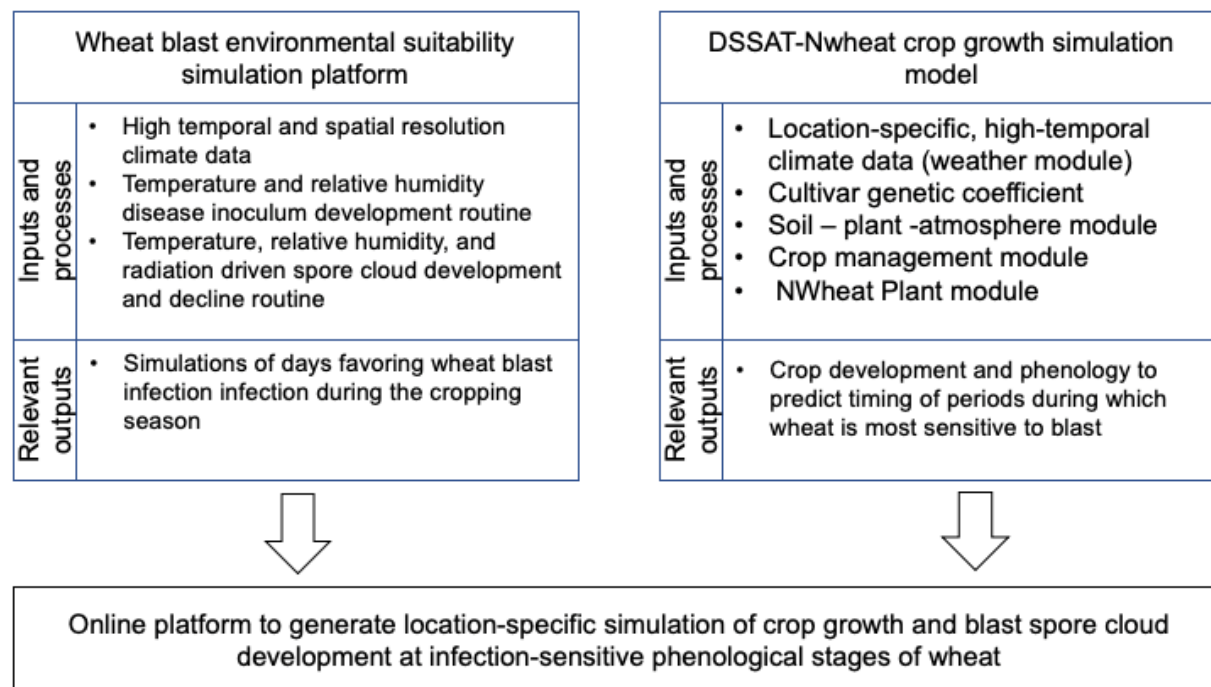 Wheat blast environmental suitability
simulation platform
Inputs and
processes
• High temporal and spatial resolution
climate data
• Temperature and relative humidity
disease inoculum development routine
• Temperature, relative humidity, and
radiation driven spore cloud development
and decline routine
Relevant
outputs
• Simulations of days favoring wheat blast
infection infection during the cropping
season
DSSAT-Nwheat crop growth simulation
model
Inputs and
processes
• Location-specific, high-temporal
climate data (weather module)
• Cultivar genetic coefficient
• Soil – plant -atmosphere module
• Crop management module
• NWheat Plant module
Relevant
outputs
• Crop development and phenology to
predict timing of periods during which
wheat is most sensitive to blast
Online platform to generate location-specific simulation of crop growth and blast spore cloud
development at infection-sensitive phenological stages of wheat